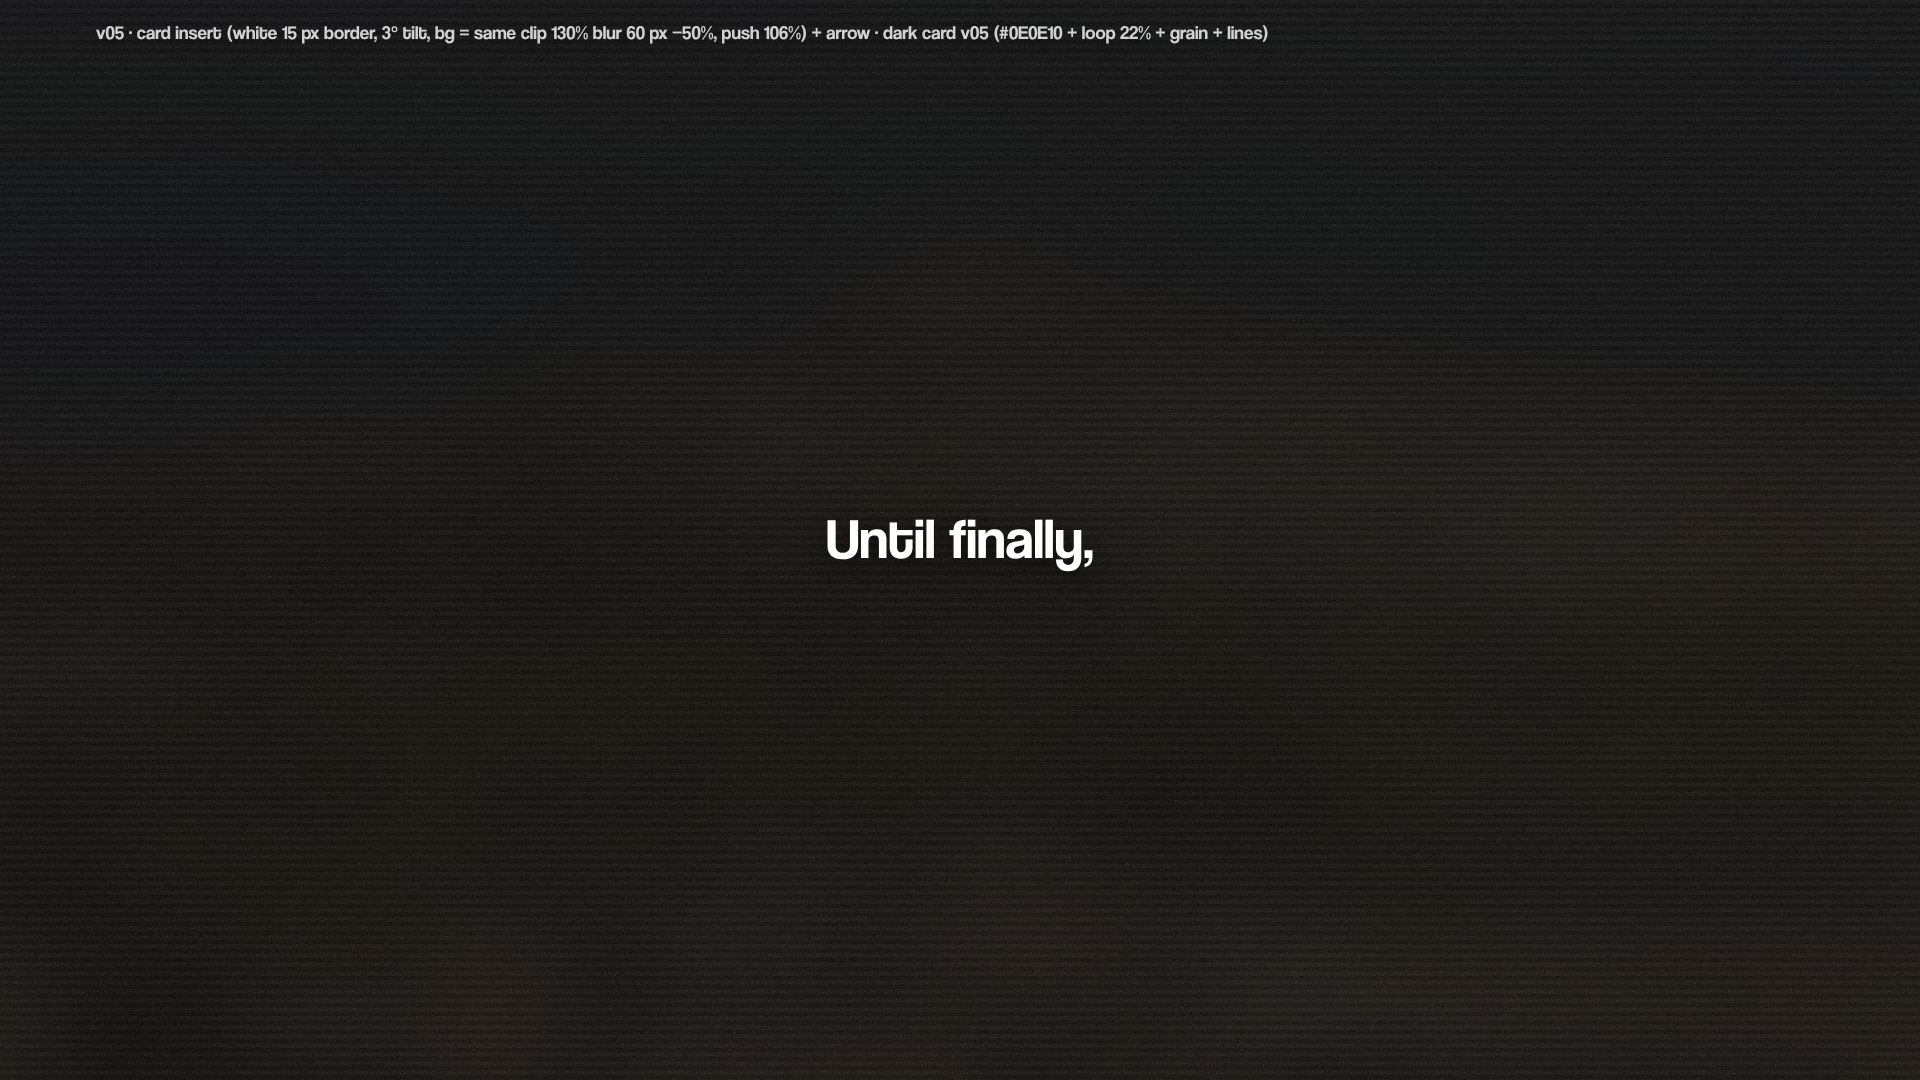 v05 · card insert (white 15 px border, 3° tilt, bg = same clip 130% blur 60 px −50%, push 106%) + arrow · dark card v05 (#0E0E10 + loop 22% + grain + lines)
Until finally,